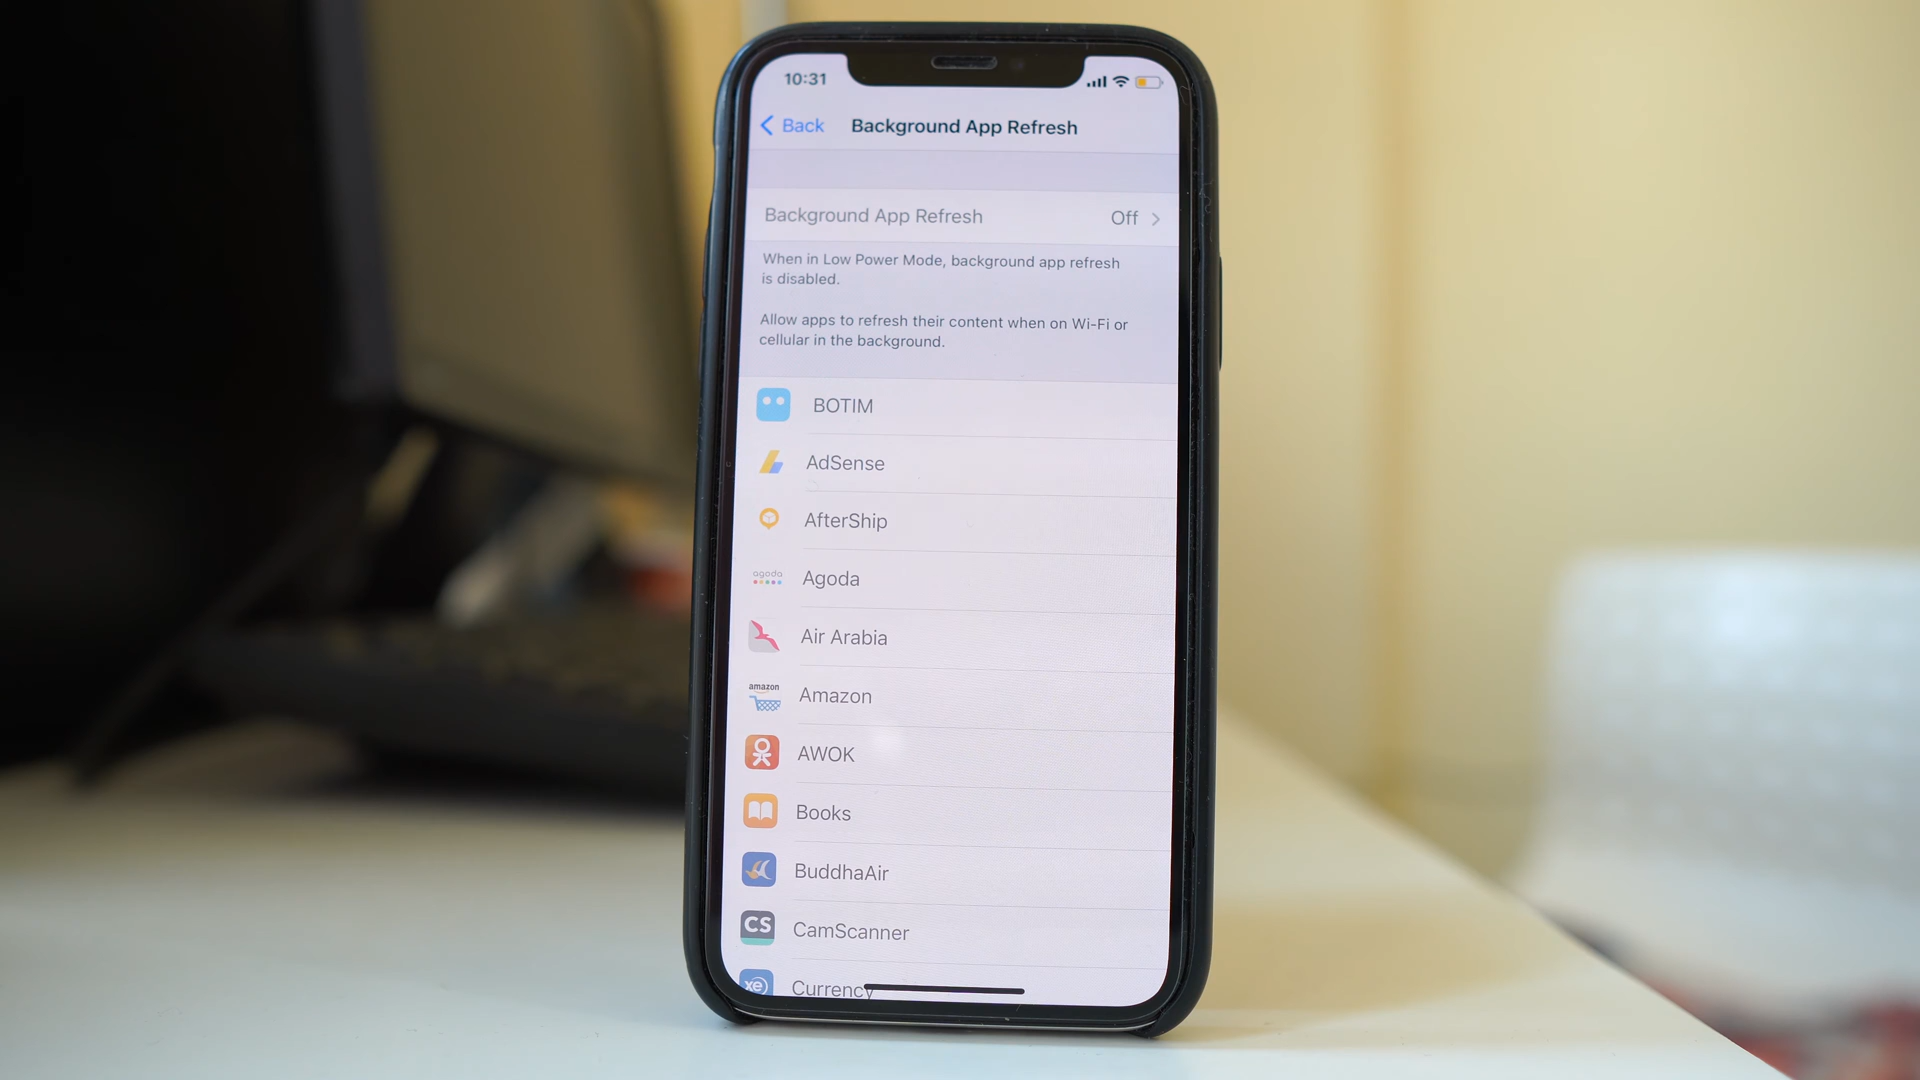 10:31
Back
Background App Refresh
Background App Refresh Off
When in Low Power Mode, background app refresh
is disabled.
Allow apps to refresh their content when on Wi-Fi or
cellular in the background.
BOTIM
AdSense
AfterShip
agoda
Agoda
Air Arabia
amazon
Amazon
AWOK
Books
BuddhaAir
CS
CamScanner
xe
Currency